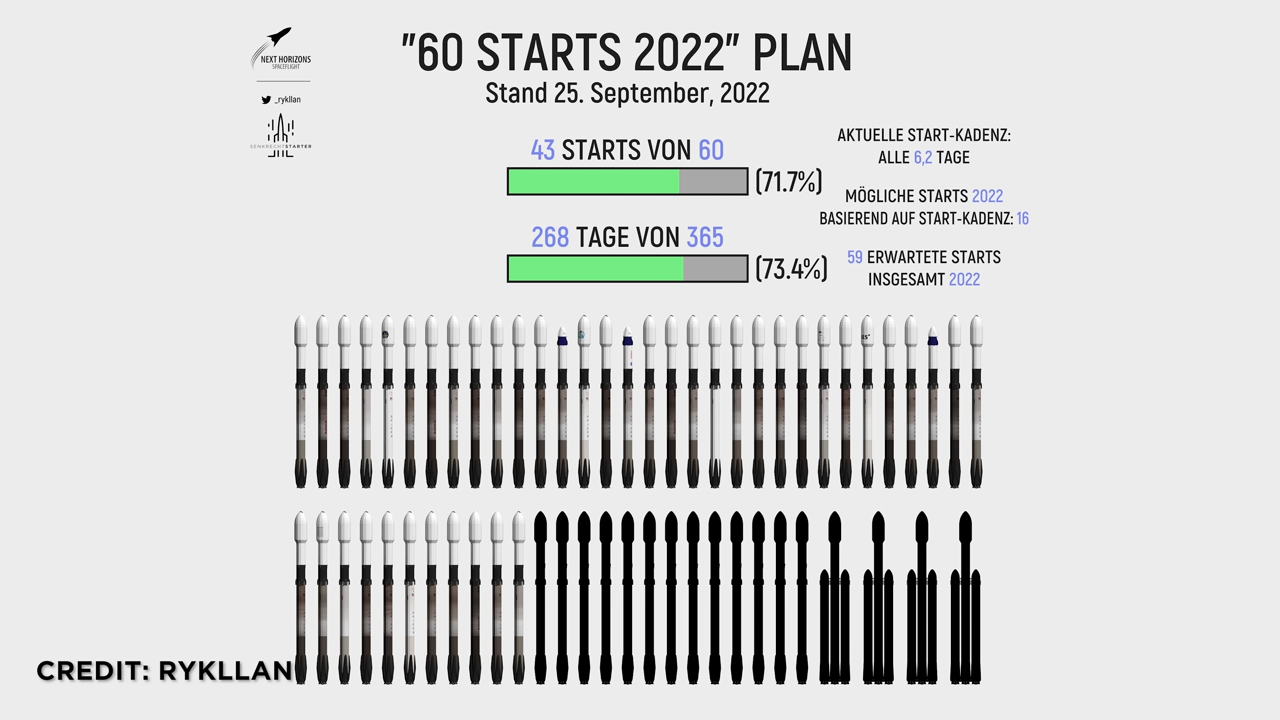 "60 STARTS 2022" PLAN
Stand 25. September, 2022
NEXT HORIZONS
SPACEFLIGHT
_rykllan
SENKRECHTSTARTER
43 STARTS VON 60
(71.7%)
268 TAGE VON 365
(73.4%)
AKTUELLE START-KADENZ:
ALLE 6,2 TAGE
MÖGLICHE STARTS 2022
BASIEREND AUF START-KADENZ: 16
59 ERWARTETE STARTS
INSGESAMT 2022
CREDIT: RYKLLAN